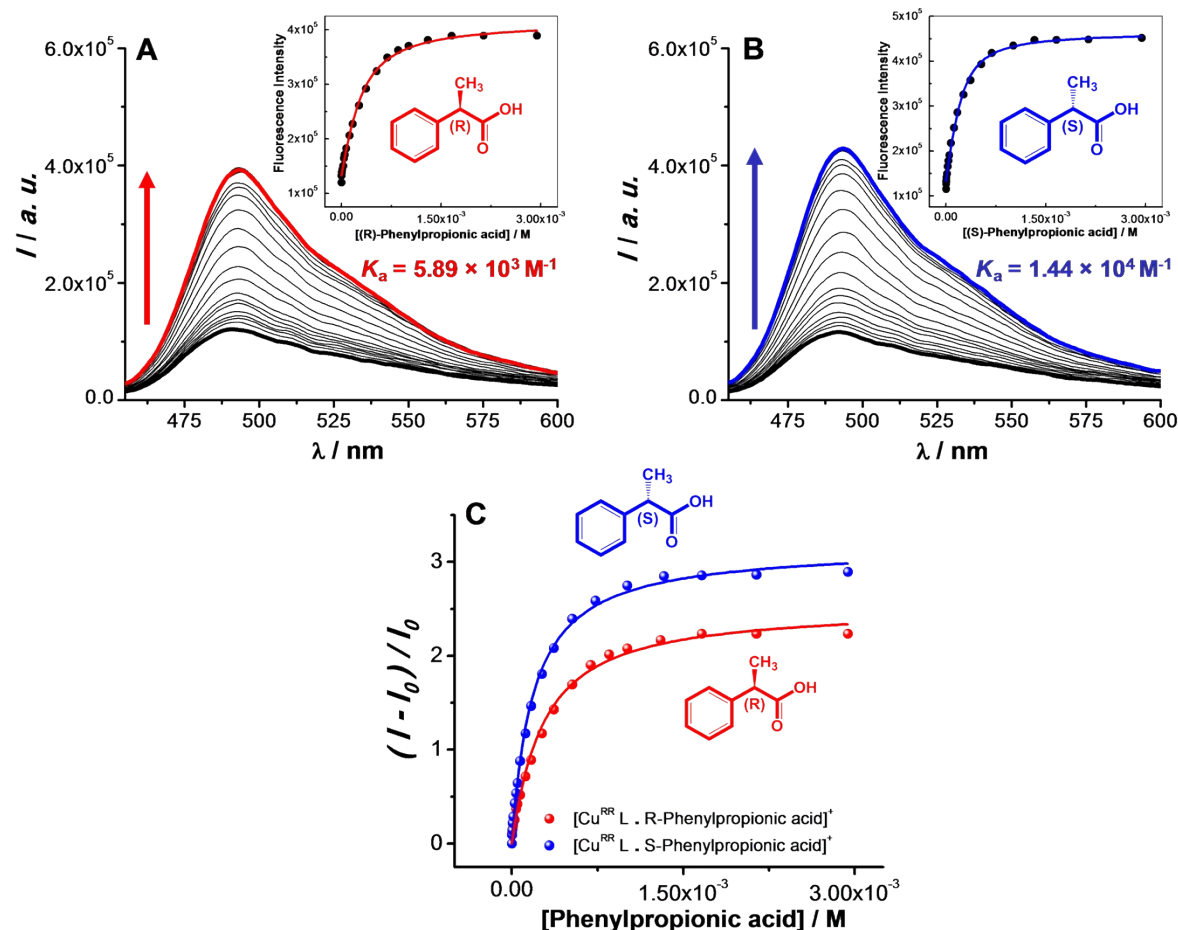 A
I / a. u.
6.0x10⁵
4.0x10⁵
2.0x10⁵
0.0
475 500 525 550 575 600
λ / nm
Fluorescence Intensity
4x10⁵
3x10⁵
2x10⁵
1x10⁵
0.00 1.50x10⁻³ 3.00x10⁻³
[(R)-Phenylpropionic acid] / M
CH₃
OH
(R)
O
Kₐ = 5.89 × 10³ M⁻¹
B
I / a. u.
6.0x10⁵
4.0x10⁵
2.0x10⁵
0.0
475 500 525 550 575 600
λ / nm
Fluorescence Intensity
5x10⁵
4x10⁵
3x10⁵
2x10⁵
1x10⁵
0.00 1.50x10⁻³ 3.00x10⁻³
[(S)-Phenylpropionic acid] / M
CH₃
OH
(S)
O
Kₐ = 1.44 × 10⁴ M⁻¹
C
CH₃
OH
(S)
O
( I - I₀ ) / I₀
3
2
1
0
CH₃
OH
(R)
O
[Cuᴿᴿ L . R-Phenylpropionic acid]⁺
[Cuᴿᴿ L . S-Phenylpropionic acid]⁺
0.00 1.50x10⁻³ 3.00x10⁻³
[Phenylpropionic acid] / M